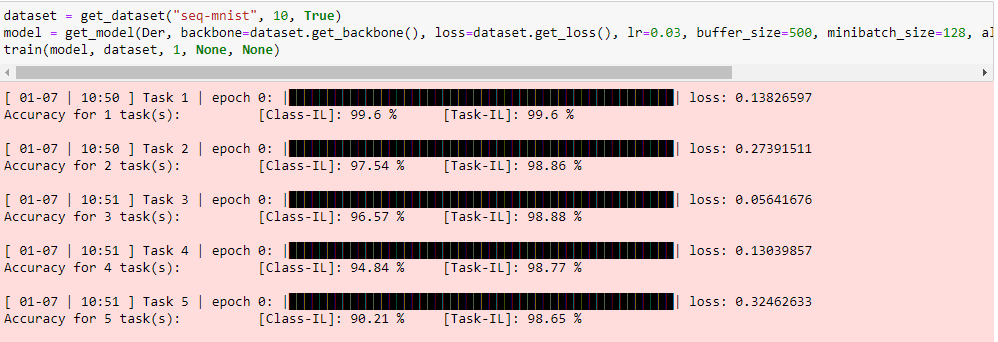 dataset = get_dataset("seq-mnist", 10, True)
model = get_model(Der, backbone=dataset.get_backbone(), loss=dataset.get_loss(), lr=0.03, buffer_size=500, minibatch_size=128, al
train(model, dataset, 1, None, None)
[ 01-07 | 10:50 ] Task 1 | epoch 0: | | loss: 0.13826597
Accuracy for 1 task(s): [Class-IL]: 99.6 % [Task-IL]: 99.6 %
[ 01-07 | 10:50 ] Task 2 | epoch 0: | | loss: 0.27391511
Accuracy for 2 task(s): [Class-IL]: 97.54 % [Task-IL]: 98.86 %
[ 01-07 | 10:51 ] Task 3 | epoch 0: | | loss: 0.05641676
Accuracy for 3 task(s): [Class-IL]: 96.57 % [Task-IL]: 98.88 %
[ 01-07 | 10:51 ] Task 4 | epoch 0: | | loss: 0.13039857
Accuracy for 4 task(s): [Class-IL]: 94.84 % [Task-IL]: 98.77 %
[ 01-07 | 10:51 ] Task 5 | epoch 0: | | loss: 0.32462633
Accuracy for 5 task(s): [Class-IL]: 90.21 % [Task-IL]: 98.65 %